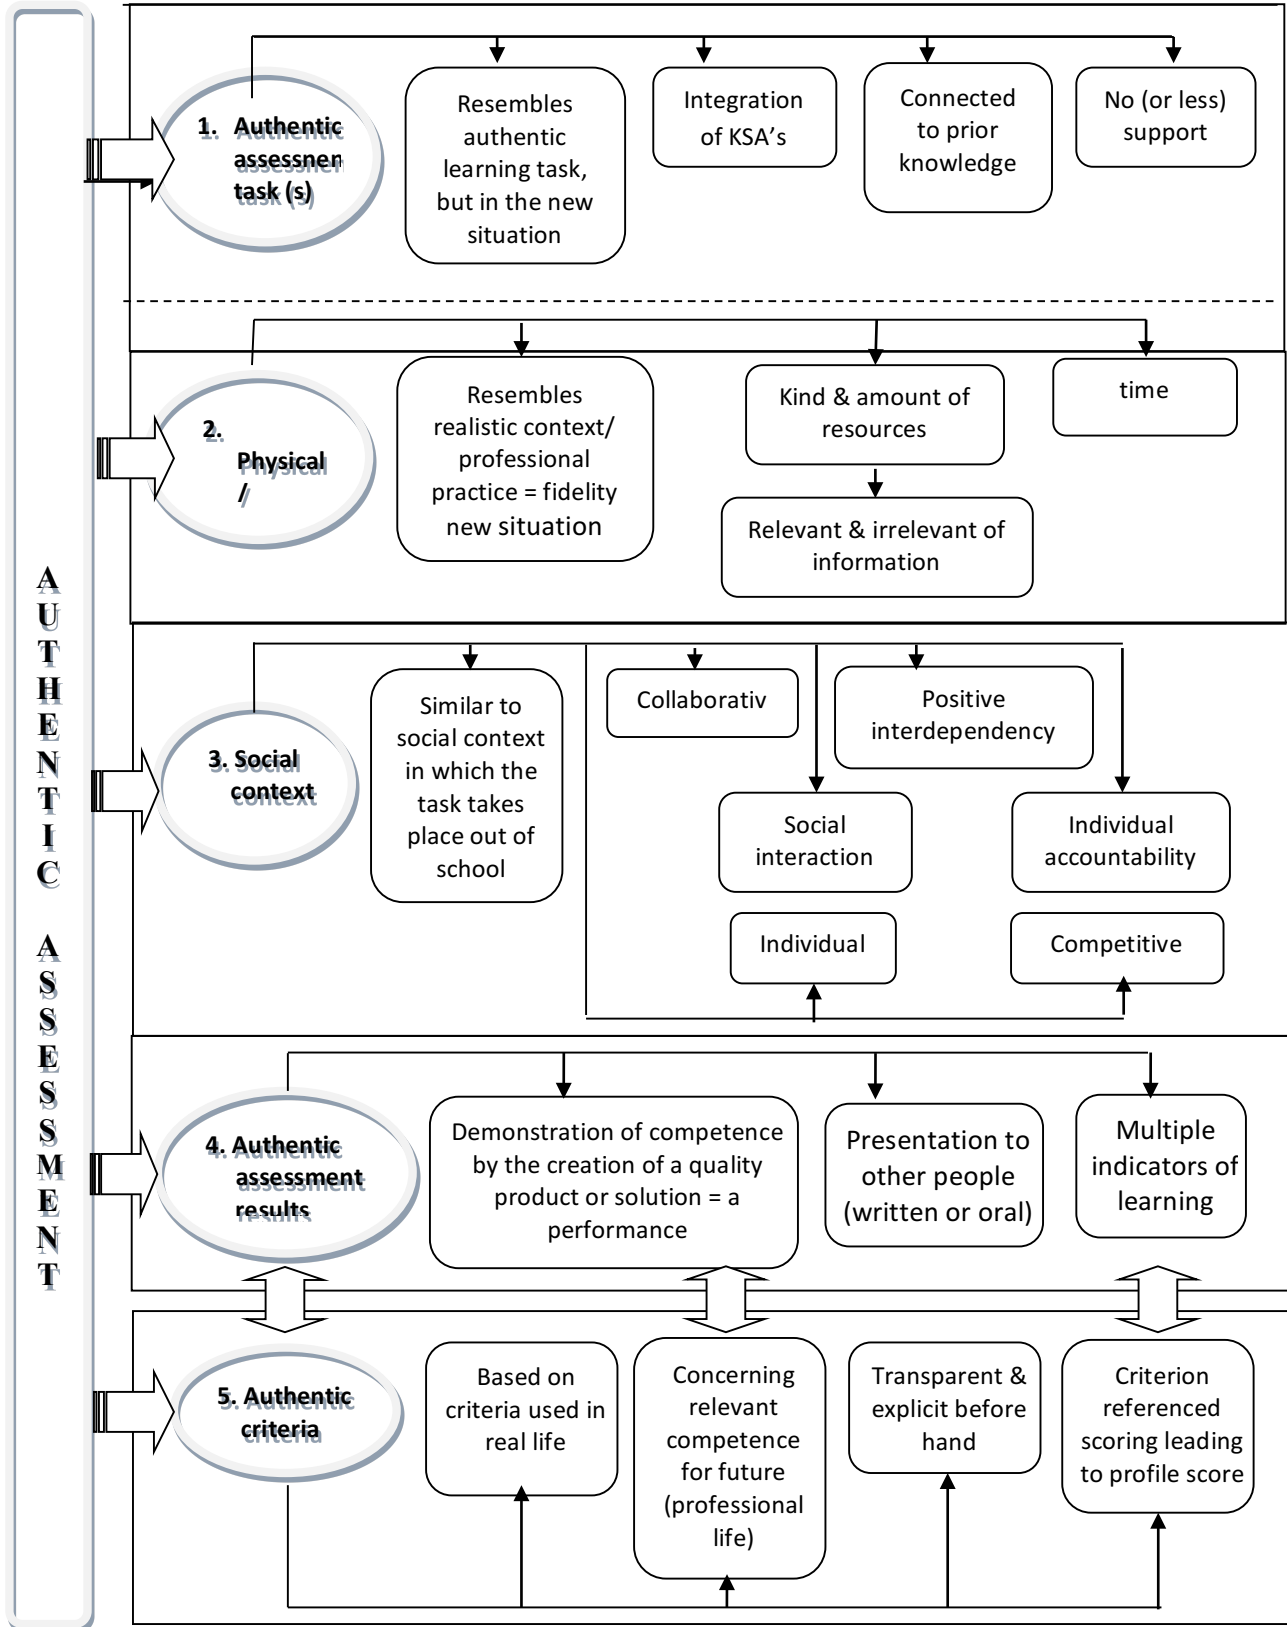 AUTHENTIC ASSESSMENT
1. Authentic
assessmen
task (s)
Resembles
authentic
learning task,
but in the new
situation
Integration
of KSA's
Connected
to prior
knowledge
No (or less)
support
2.
Physical
/
Resembles
realistic context/
professional
practice = fidelity
new situation
Kind & amount of
resources
time
Relevant & irrelevant of
information
3. Social
context
Similar to
social context
in which the
task takes
place out of
school
Collaborativ
Positive
interdependency
Social
interaction
Individual
accountability
Individual
Competitive
4. Authentic
assessment
results
Demonstration of competence
by the creation of a quality
product or solution = a
performance
Presentation to
other people
(written or oral)
Multiple
indicators of
learning
5. Authentic
criteria
Based on
criteria used in
real life
Concerning
relevant
competence
for future
(professional
life)
Transparent &
explicit before
hand
Criterion
referenced
scoring leading
to profile score